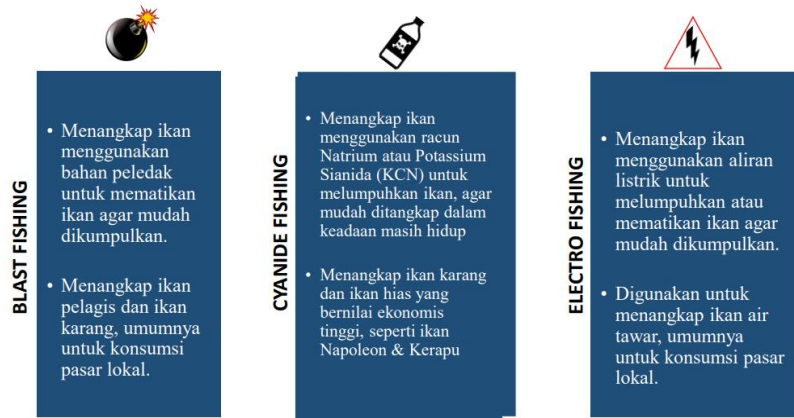 BLAST FISHING
• Menangkap ikan
menggunakan
bahan peledak
untuk mematikan
ikan agar mudah
dikumpulkan.
• Menangkap ikan
pelagis dan ikan
karang, umumnya
untuk konsumsi
pasar lokal.
CYANIDE FISHING
• Menangkap ikan
menggunakan racun
Natrium atau Potassium
Sianida (KCN) untuk
melumpuhkan ikan, agar
mudah ditangkap dalam
keadaan masih hidup
• Menangkap ikan karang
dan ikan hias yang
bernilai ekonomis
tinggi, seperti ikan
Napoleon & Kerapu
ELECTRO FISHING
• Menangkap ikan
menggunakan aliran
listrik untuk
melumpuhkan atau
mematikan ikan agar
mudah dikumpulkan.
• Digunakan untuk
menangkap ikan air
tawar, umumnya
untuk konsumsi pasar
lokal.